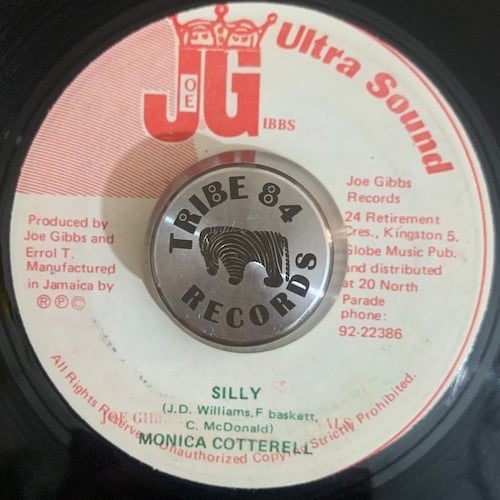 JOE GIBBS
Ultra Sound
TRIBE 84
RECORDS
Produced by
Joe Gibbs and
Errol T.
Manufactured
in Jamaica by
Ⓡ Ⓟ Ⓒ
Joe Gibbs
Records
24 Retirement
Cres., Kingston 5.
Globe Music Pub.
and distributed
at 20 North
Parade
phone:
92-22386
SILLY
(J.D. Williams, F baskett,
C. McDonald)
MONICA COTTERELL
All Rights Reserved. Unauthorized Copying Strictly Prohibited.